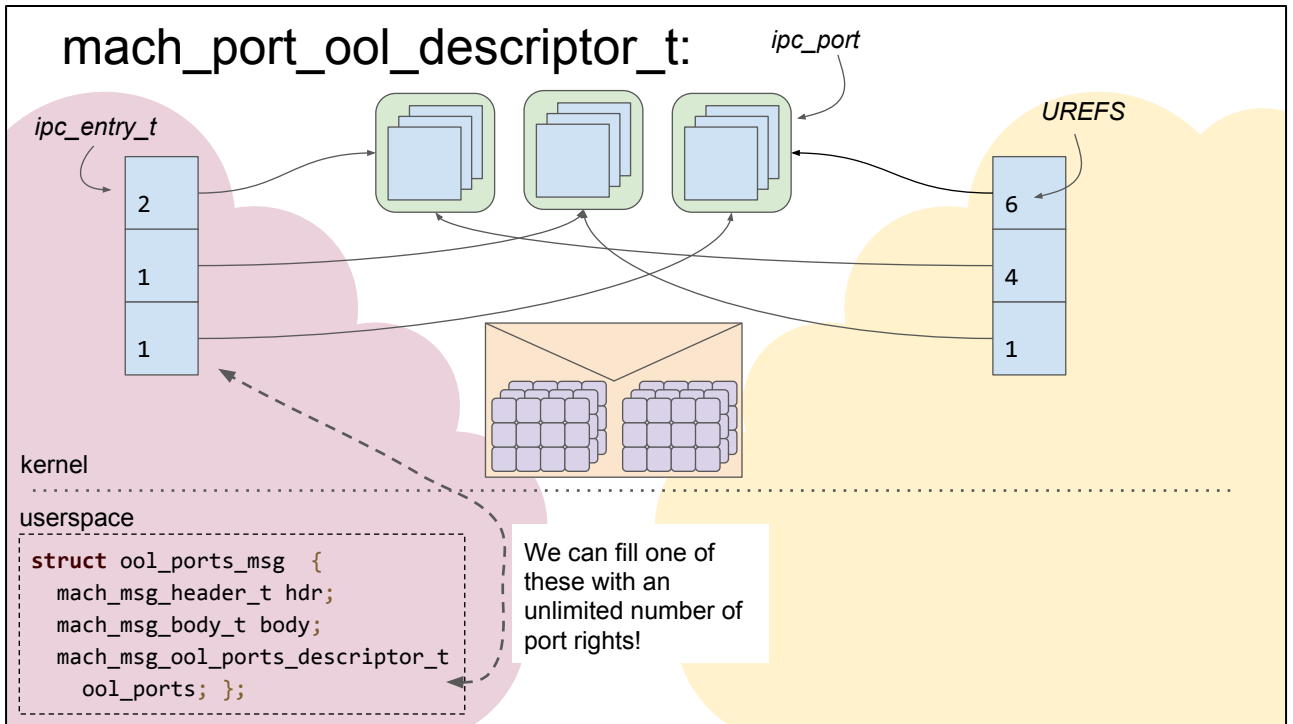 mach_port_ool_descriptor_t:
ipc_port
ipc_entry_t
UREFS
2
1
1
6
4
1
kernel
userspace
struct ool_ports_msg  {
  mach_msg_header_t hdr;
  mach_msg_body_t body;
  mach_msg_ool_ports_descriptor_t
    ool_ports; };
We can fill one of
these with an
unlimited number of
port rights!